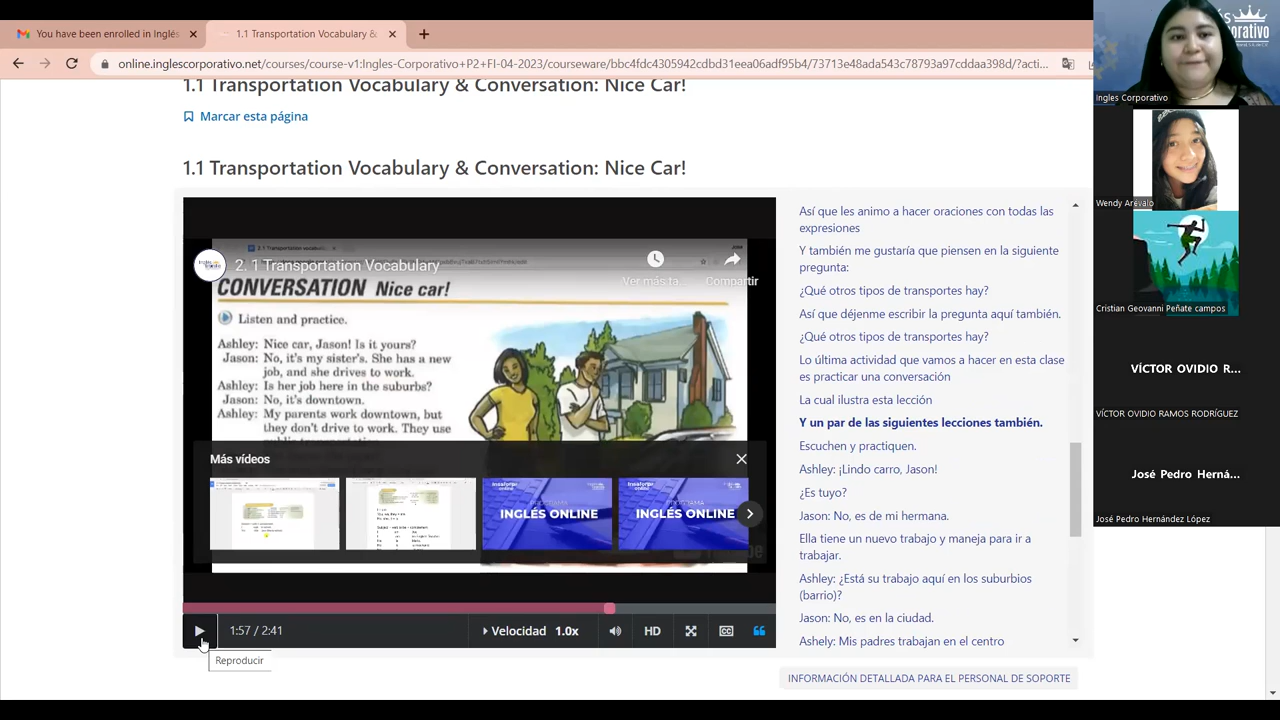 You have been enrolled in Inglés
1.1 Transportation Vocabulary &
online.inglescorporativo.net/courses/course-v1:Ingles-Corporativo+P2+FI-04-2023/courseware/bbc4fdc4305942cdbd31eea06adf95b4/73713e48ada543c78793a97cddaa398d/?acti...
1.1 Transportation Vocabulary & Conversation: Nice Car!
Marcar esta página
1.1 Transportation Vocabulary & Conversation: Nice Car!
2. 1 Transportation Vocabulary
Ver más ta...
Compartir
CONVERSATION Nice car!
Listen and practice.
Ashley: Nice car, Jason! Is it yours?
Jason: No, it's my sister's. She has a new
job, and she drives to work.
Ashley: Is her job here in the suburbs?
Jason: No, it's downtown.
Ashley: My parents work downtown, but
they don't drive to work. They use
Más vídeos
INGLÉS ONLINE
INGLÉS ONLINE
1:57 / 2:41
Velocidad 1.0x
HD
Reproducir
Así que les animo a hacer oraciones con todas las
expresiones
Y también me gustaría que piensen en la siguiente
pregunta:
¿Qué otros tipos de transportes hay?
Así que déjenme escribir la pregunta aquí también.
¿Qué otros tipos de transportes hay?
Lo última actividad que vamos a hacer en esta clase
es practicar una conversación
La cual ilustra esta lección
Y un par de las siguientes lecciones también.
Escuchen y practiquen.
Ashley: ¡Lindo carro, Jason!
¿Es tuyo?
Jason: No, es de mi hermana.
Ella tiene un nuevo trabajo y maneja para ir a
trabajar.
Ashley: ¿Está su trabajo aquí en los suburbios
(barrio)?
Jason: No, es en la ciudad.
Ashely: Mis padres trabajan en el centro
INFORMACIÓN DETALLADA PARA EL PERSONAL DE SOPORTE
Ingles Corporativo
Wendy Arévalo
Cristian Geovanni Peñate campos
VÍCTOR OVIDIO R...
VÍCTOR OVIDIO RAMOS RODRÍGUEZ
José Pedro Herná...
José Pedro Hernández López